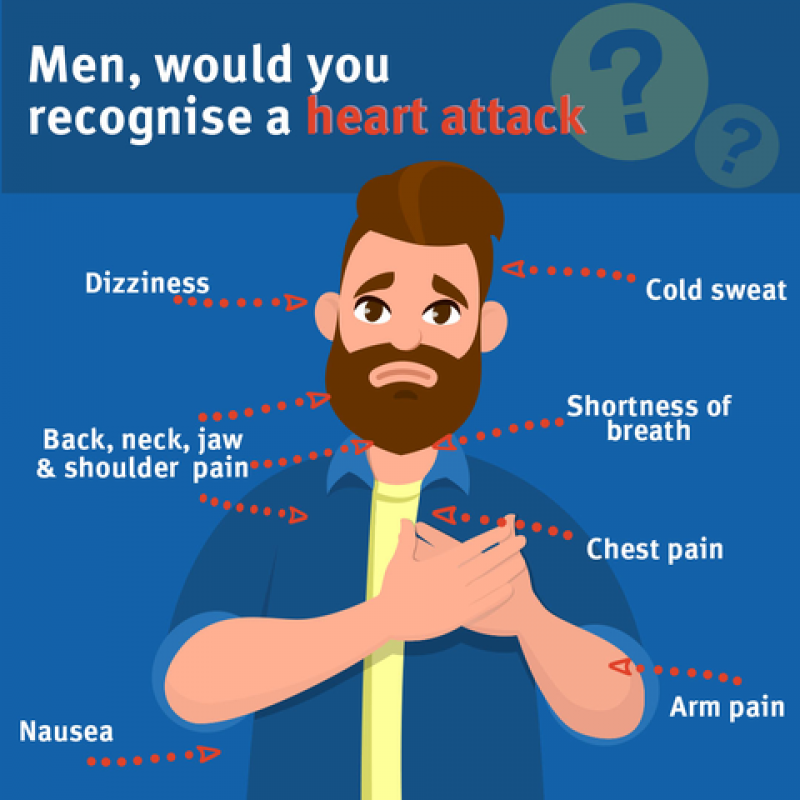 Men, would you
recognise a heart attack
?
?
Dizziness
Cold sweat
Back, neck, jaw
& shoulder pain
Shortness of
breath
Chest pain
Arm pain
Nausea